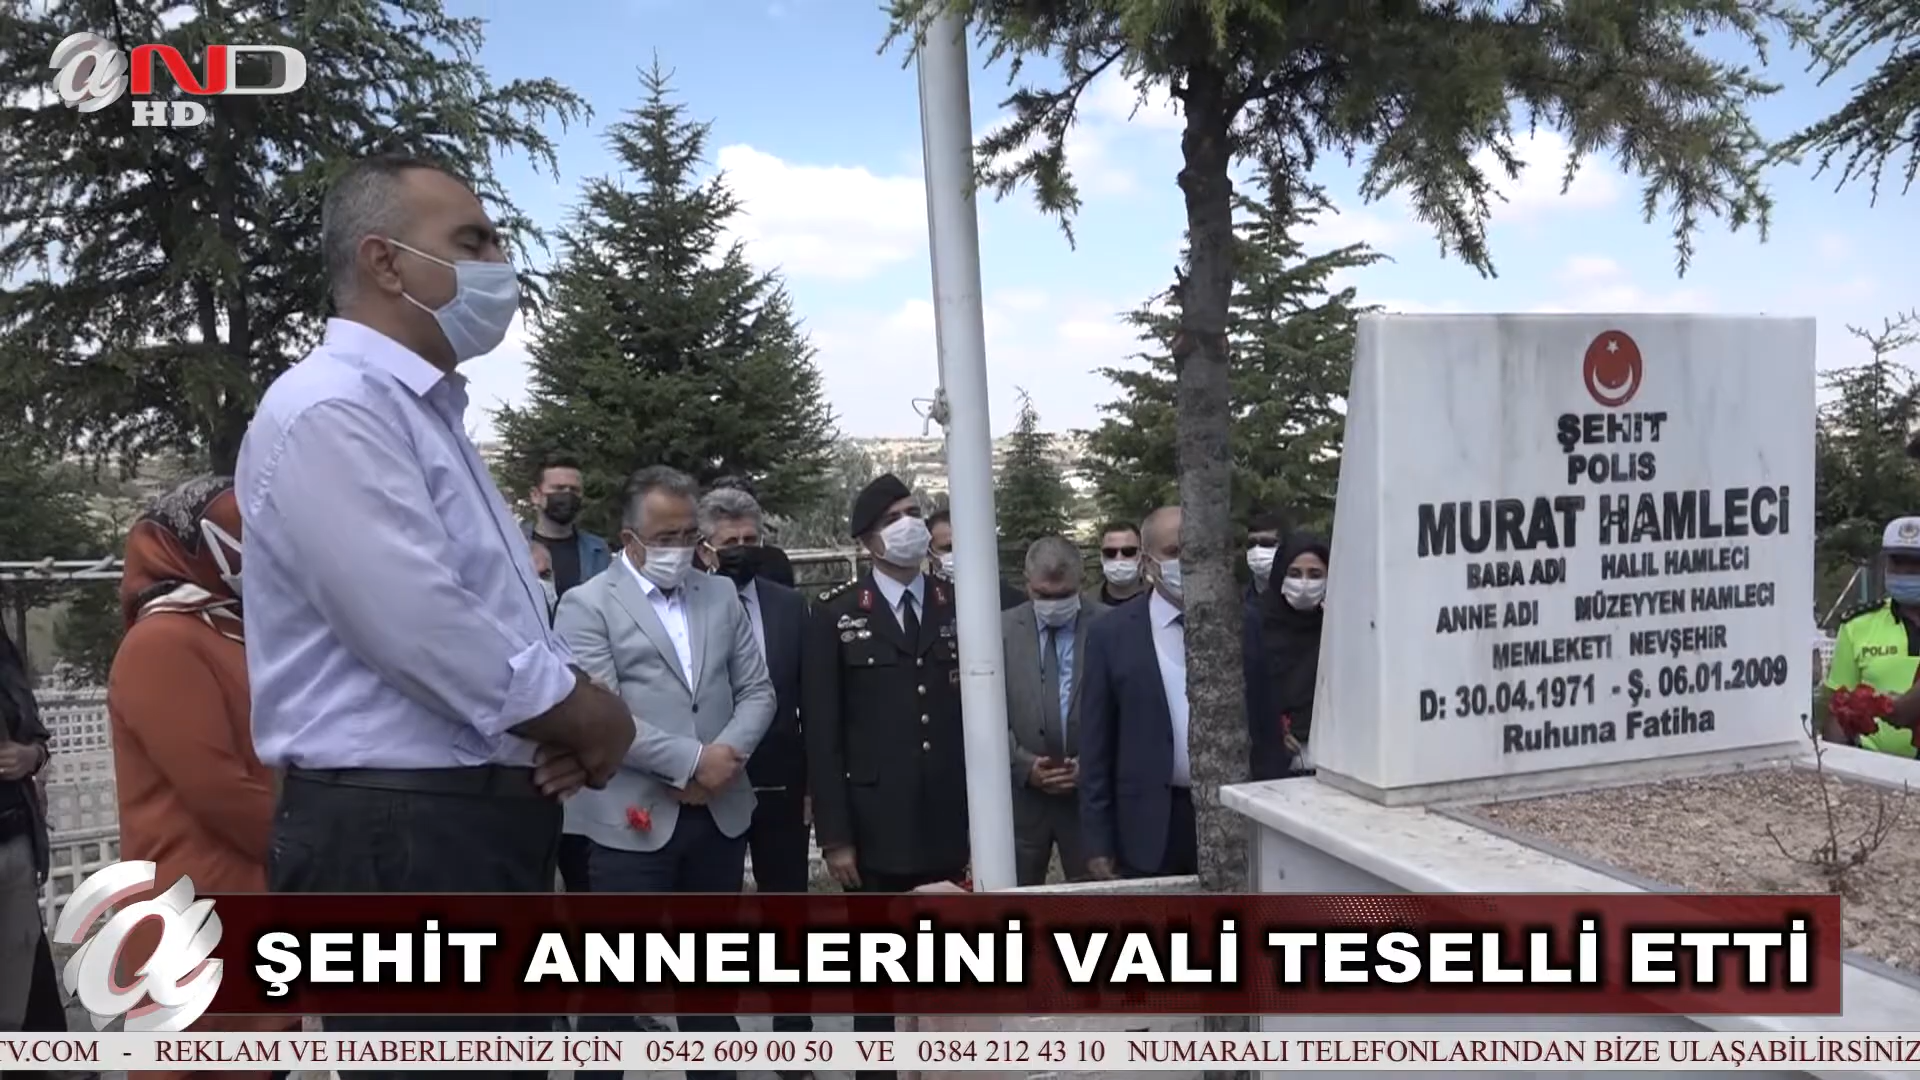 @ND
HD
ŞEHİT
POLİS
MURAT HAMLECİ
BABA ADI HALİL HAMLECİ
ANNE ADI MÜZEYYEN HAMLECİ
MEMLEKETİ NEVŞEHİR
D: 30.04.1971 - Ş. 06.01.2009
Ruhuna Fatiha
POLİS
ŞEHİT ANNELERİNİ VALİ TESELLİ ETTİ
TV.COM - REKLAM VE HABERLERİNİZ İÇİN 0542 609 00 50 VE 0384 212 43 10 NUMARALI TELEFONLARINDAN BİZE ULAŞABİLİRSİNİZ